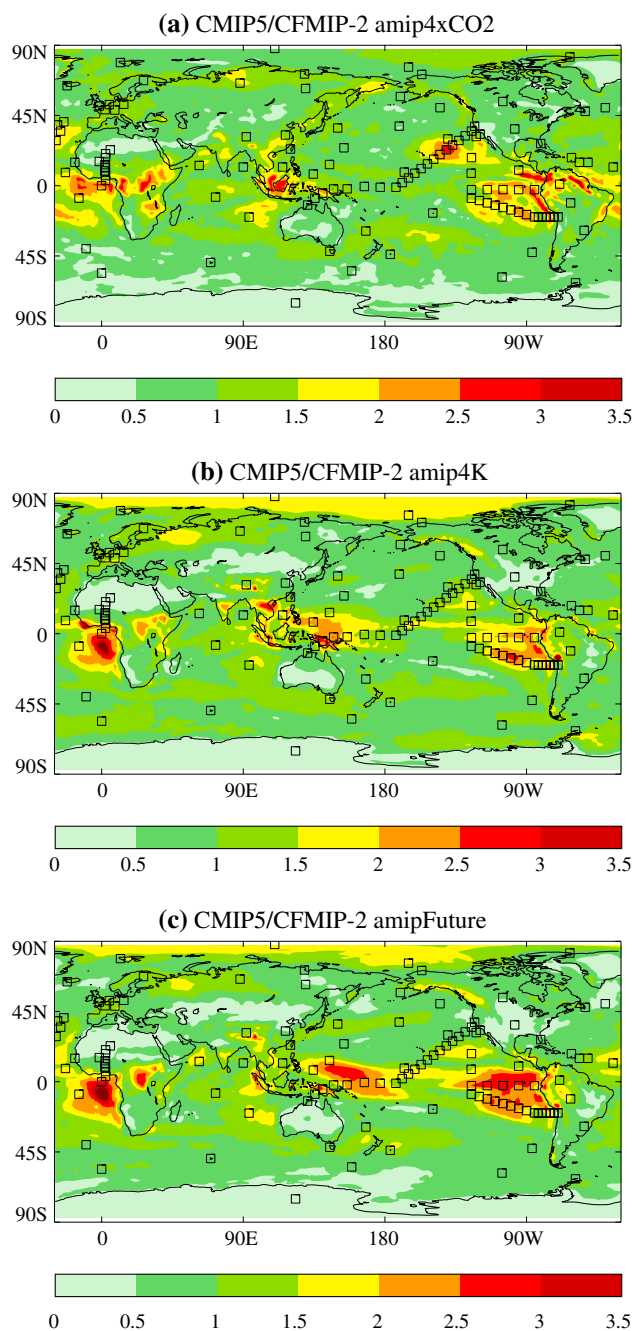 (a) CMIP5/CFMIP-2 amip4xCO2
90N
45N
0
45S
90S
0 90E 180 90W
0 0.5 1 1.5 2 2.5 3 3.5
(b) CMIP5/CFMIP-2 amip4K
90N
45N
0
45S
90S
0 90E 180 90W
0 0.5 1 1.5 2 2.5 3 3.5
(c) CMIP5/CFMIP-2 amipFuture
90N
45N
0
45S
90S
0 90E 180 90W
0 0.5 1 1.5 2 2.5 3 3.5